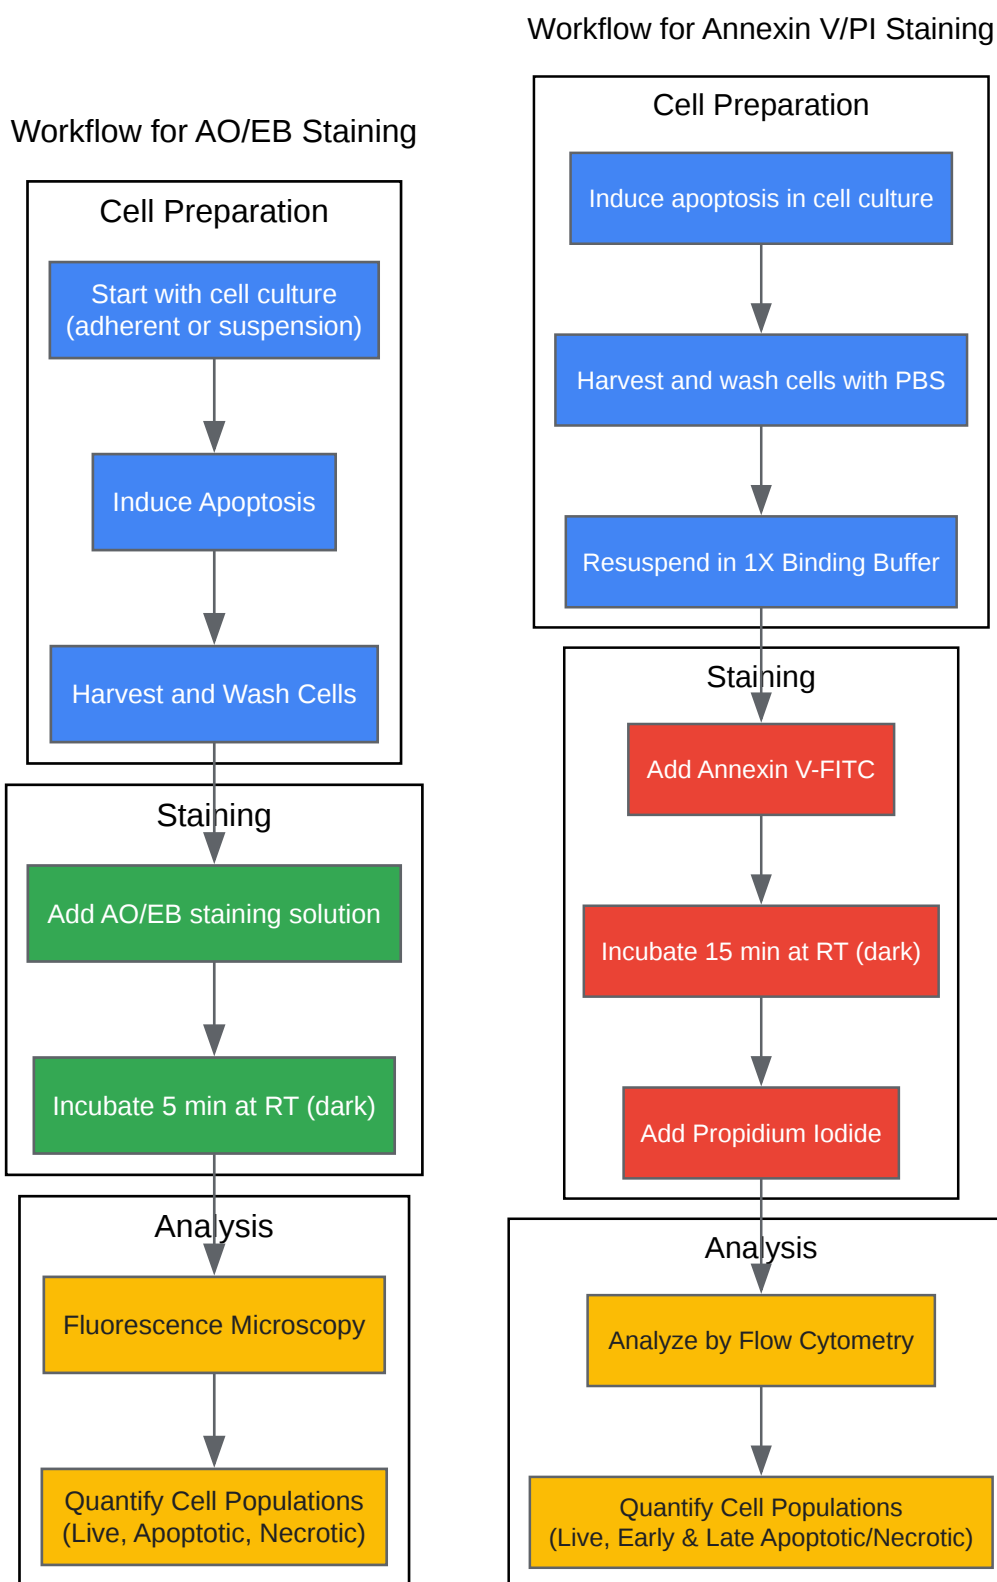 Workflow for AO/EB Staining
Cell Preparation
Start with cell culture
(adherent or suspension)
Induce Apoptosis
Harvest and Wash Cells
Staining
Add AO/EB staining solution
Incubate 5 min at RT (dark)
Analysis
Fluorescence Microscopy
Quantify Cell Populations
(Live, Apoptotic, Necrotic)
Workflow for Annexin V/PI Staining
Cell Preparation
Induce apoptosis in cell culture
Harvest and wash cells with PBS
Resuspend in 1X Binding Buffer
Staining
Add Annexin V-FITC
Incubate 15 min at RT (dark)
Add Propidium Iodide
Analysis
Analyze by Flow Cytometry
Quantify Cell Populations
(Live, Early & Late Apoptotic/Necrotic)